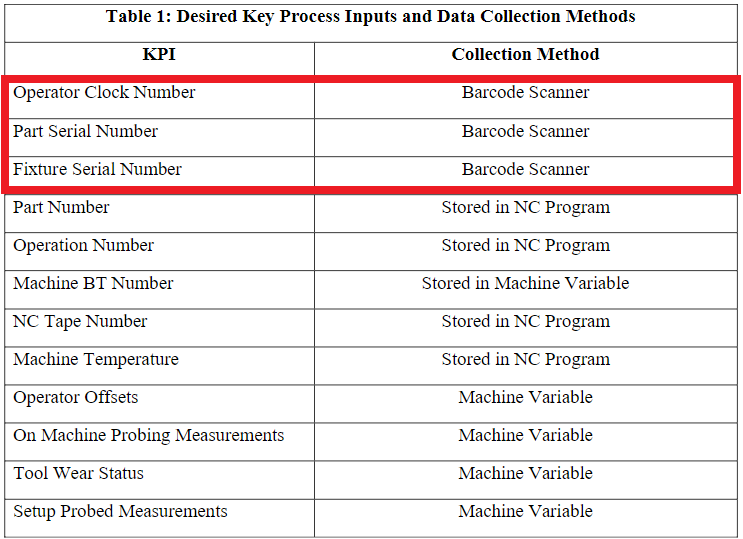 Table 1: Desired Key Process Inputs and Data Collection Methods
KPI Collection Method
Operator Clock Number Barcode Scanner
Part Serial Number Barcode Scanner
Fixture Serial Number Barcode Scanner
Part Number Stored in NC Program
Operation Number Stored in NC Program
Machine BT Number Stored in Machine Variable
NC Tape Number Stored in NC Program
Machine Temperature Stored in NC Program
Operator Offsets Machine Variable
On Machine Probing Measurements Machine Variable
Tool Wear Status Machine Variable
Setup Probed Measurements Machine Variable